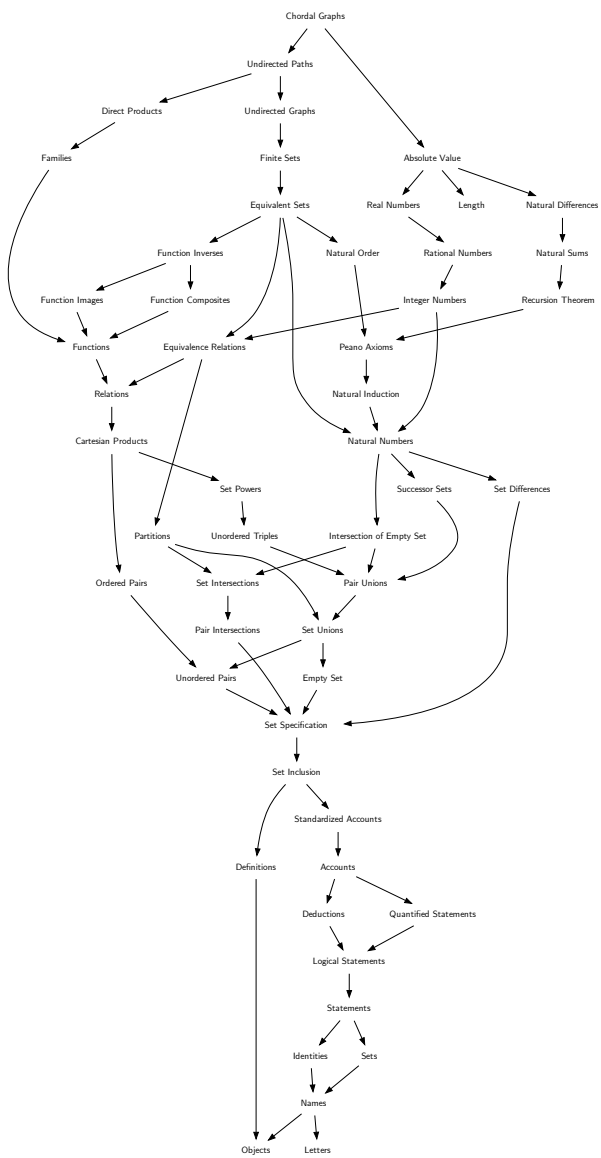 Chordal Graphs
Undirected Paths
Direct Products
Undirected Graphs
Families
Finite Sets
Absolute Value
Equivalent Sets
Real Numbers
Length
Natural Differences
Function Inverses
Natural Order
Rational Numbers
Natural Sums
Function Images
Function Composites
Integer Numbers
Recursion Theorem
Functions
Equivalence Relations
Peano Axioms
Relations
Natural Induction
Cartesian Products
Natural Numbers
Set Powers
Successor Sets
Set Differences
Partitions
Unordered Triples
Intersection of Empty Set
Ordered Pairs
Set Intersections
Pair Unions
Pair Intersections
Set Unions
Unordered Pairs
Empty Set
Set Specification
Set Inclusion
Standardized Accounts
Definitions
Accounts
Deductions
Quantified Statements
Logical Statements
Statements
Identities
Sets
Names
Objects
Letters